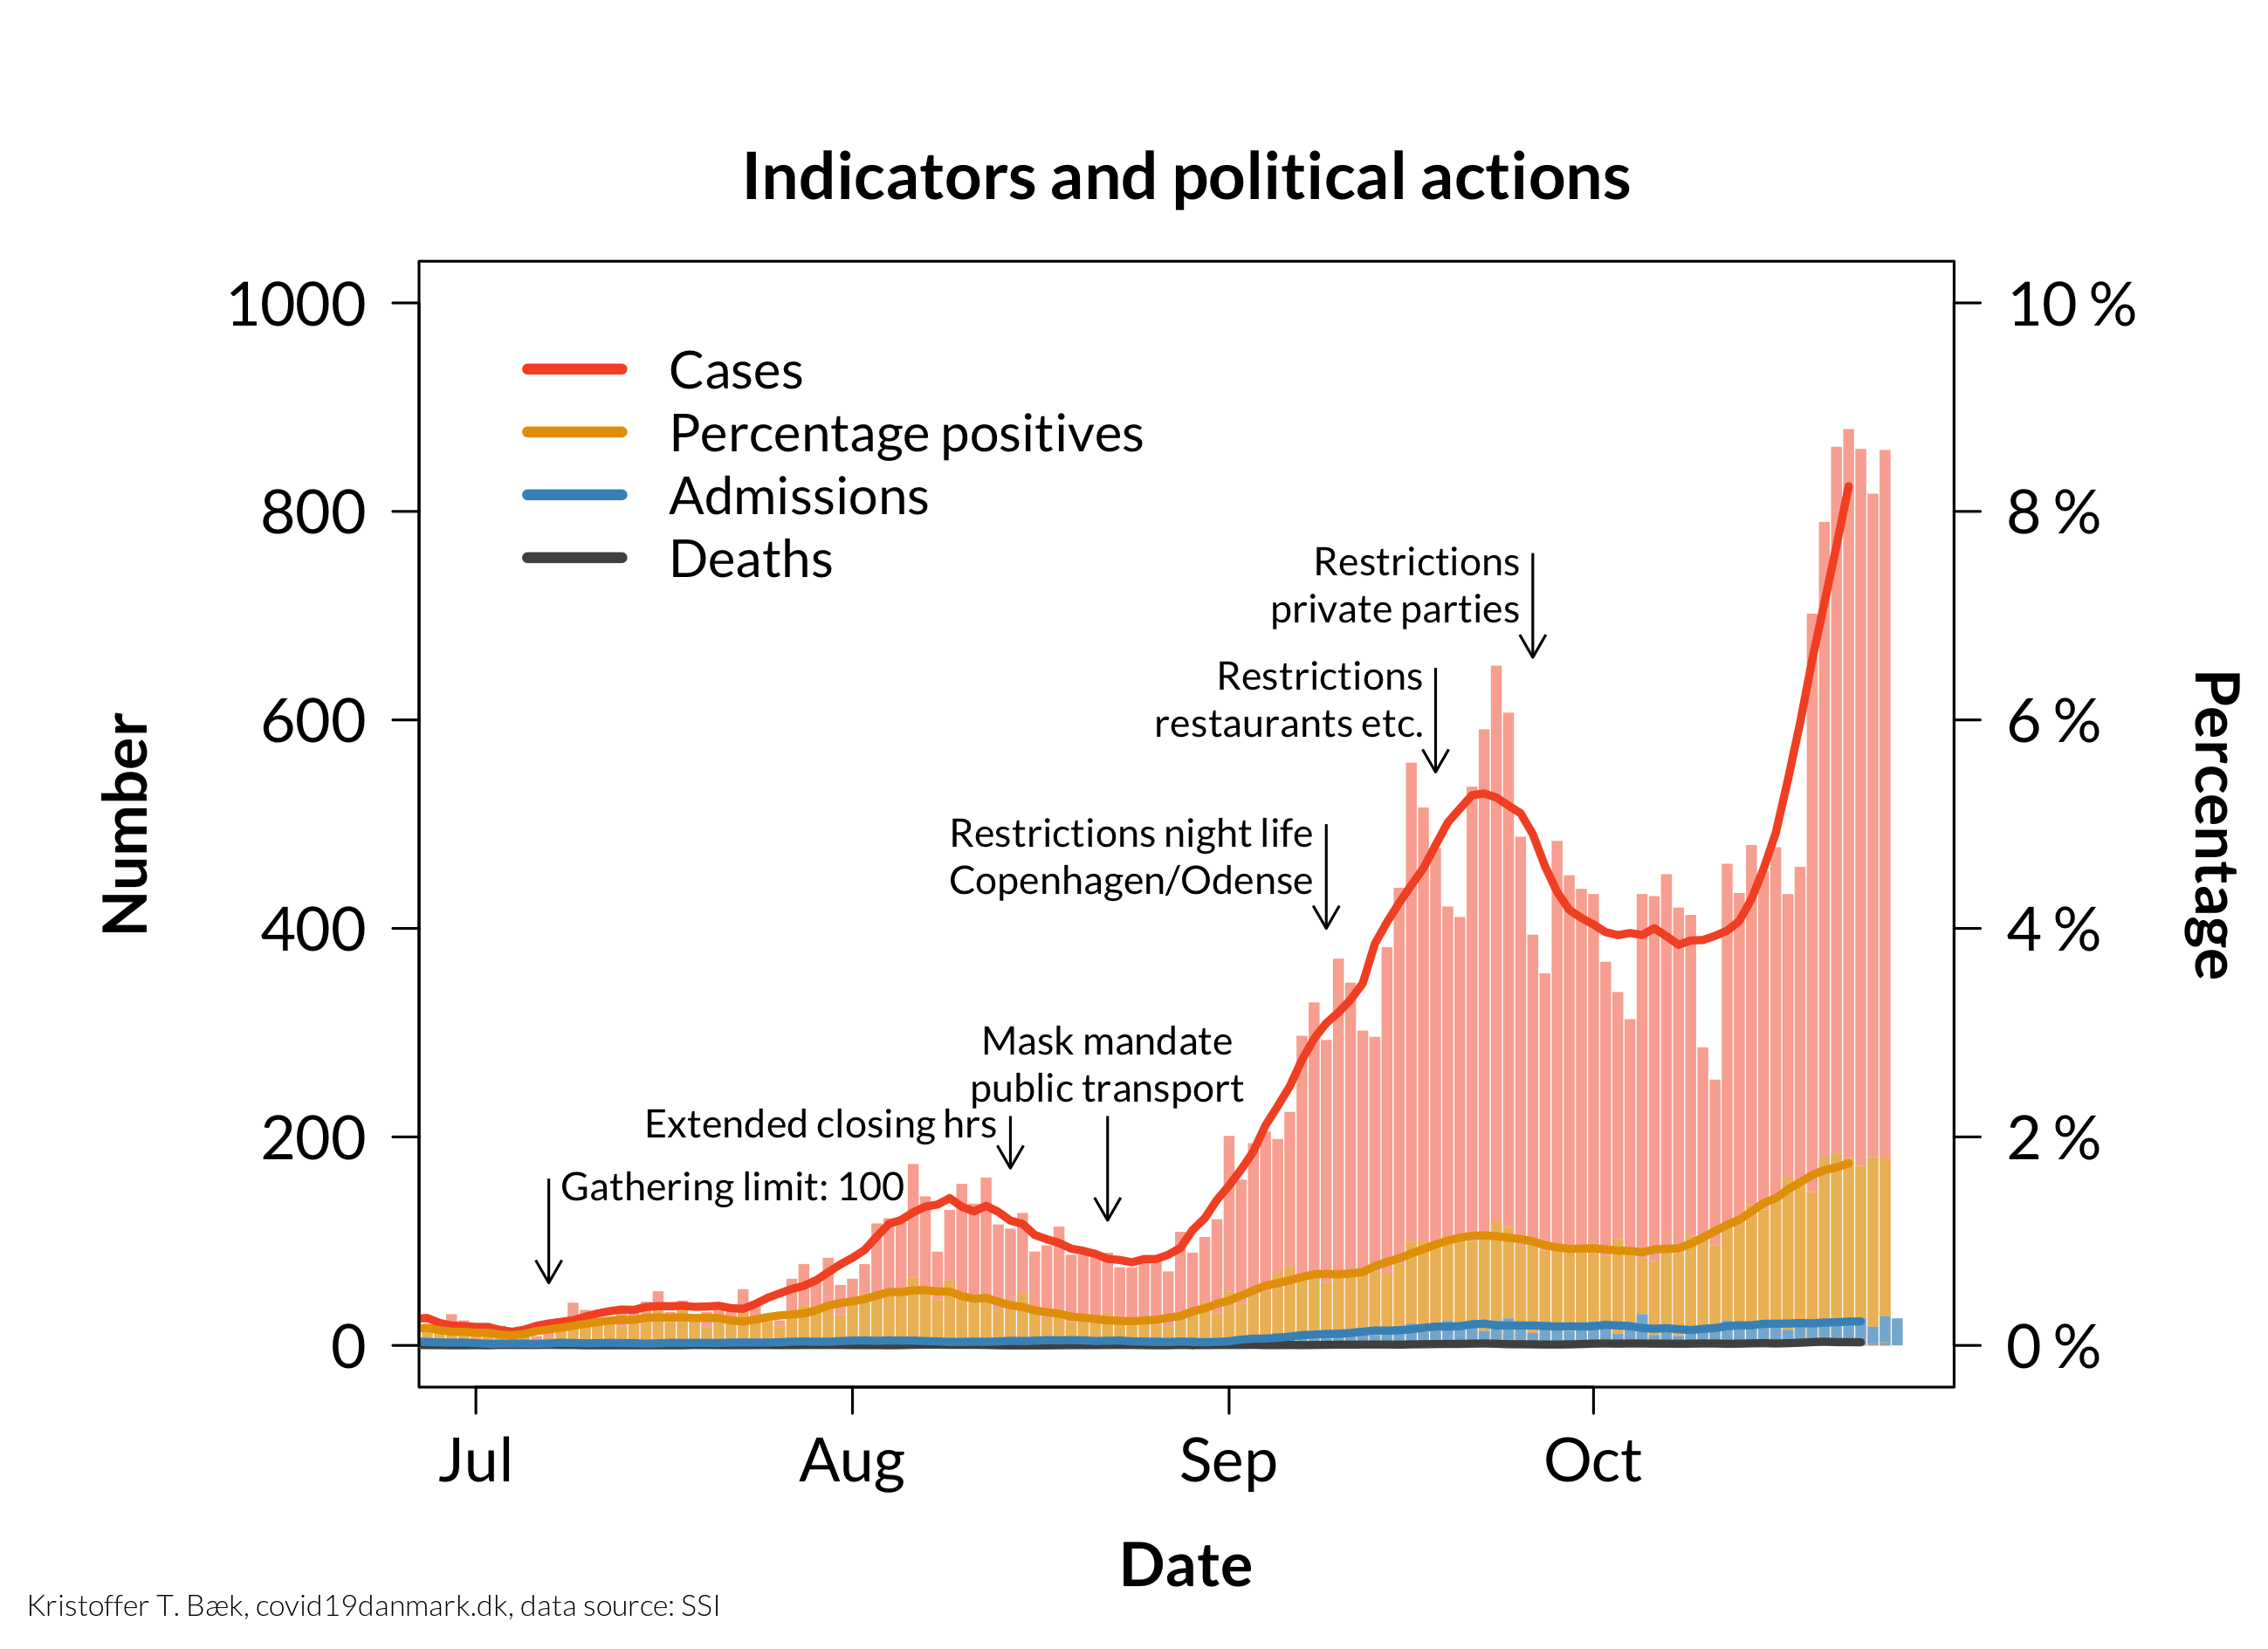 Indicators and political actions
1000
800
600
400
200
0
Number
10 %
8 %
6 %
4 %
2 %
0 %
Percentage
Cases
Percentage positives
Admissions
Deaths
Restrictions
private parties
Restrictions
restaurants etc.
Restrictions night life
Copenhagen/Odense
Mask mandate
public transport
Extended closing hrs
Gathering limit: 100
Jul
Aug
Sep
Oct
Date
Kristoffer T. Bæk, covid19danmark.dk, data source: SSI